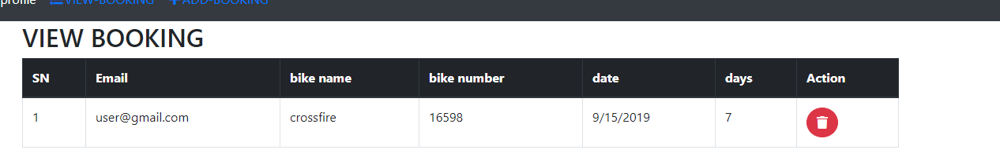 profile VIEW-BOOKING ADD-BOOKING
VIEW BOOKING
SN Email bike name bike number date days Action
1 user@gmail.com crossfire 16598 9/15/2019 7